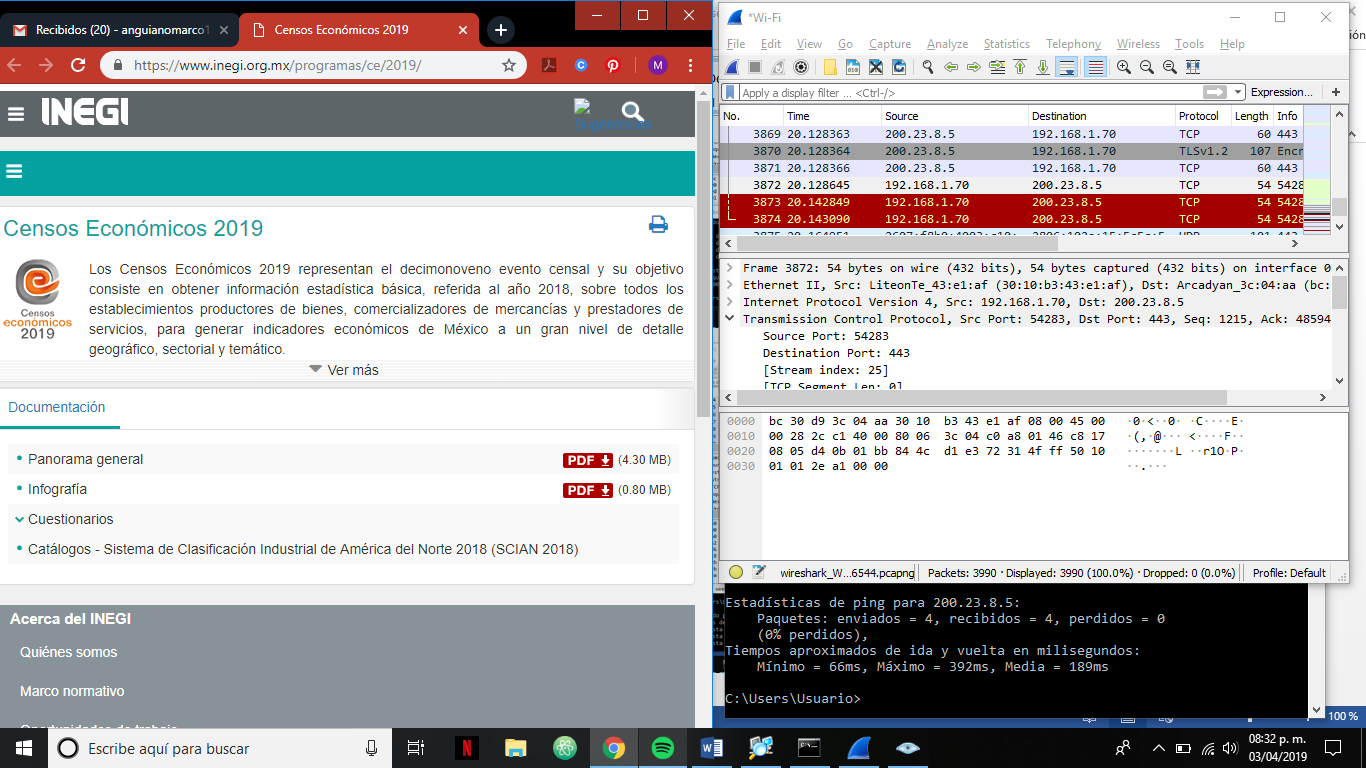 Recibidos (20) - anguianomarco1
Censos Económicos 2019
https://www.inegi.org.mx/programas/ce/2019/
M
INEGI
Censos Económicos 2019
Los Censos Económicos 2019 representan el decimonoveno evento censal y su objetivo
consiste en obtener información estadística básica, referida al año 2018, sobre todos los
establecimientos productores de bienes, comercializadores de mercancías y prestadores de
servicios, para generar indicadores económicos de México a un gran nivel de detalle
geográfico, sectorial y temático.
Censos
económicos
2019
Ver más
Documentación
Panorama general PDF (4.30 MB)
Infografía PDF (0.80 MB)
Cuestionarios
Catálogos - Sistema de Clasificación Industrial de América del Norte 2018 (SCIAN 2018)
Acerca del INEGI
Quiénes somos
Marco normativo
*Wi-Fi
File Edit View Go Capture Analyze Statistics Telephony Wireless Tools Help
Apply a display filter ... <Ctrl-/> Expression... +
No. Time Source Destination Protocol Length Info
3869 20.128363 200.23.8.5 192.168.1.70 TCP 60 443
3870 20.128364 200.23.8.5 192.168.1.70 TLSv1.2 107 Encr
3871 20.128366 200.23.8.5 192.168.1.70 TCP 60 443
3872 20.128645 192.168.1.70 200.23.8.5 TCP 54 5428
3873 20.142849 192.168.1.70 200.23.8.5 TCP 54 5428
3874 20.143090 192.168.1.70 200.23.8.5 TCP 54 5428
Frame 3872: 54 bytes on wire (432 bits), 54 bytes captured (432 bits) on interface 0
Ethernet II, Src: LiteonTe_43:e1:af (30:10:b3:43:e1:af), Dst: Arcadyan_3c:04:aa (bc:
Internet Protocol Version 4, Src: 192.168.1.70, Dst: 200.23.8.5
Transmission Control Protocol, Src Port: 54283, Dst Port: 443, Seq: 1215, Ack: 48594
Source Port: 54283
Destination Port: 443
[Stream index: 25]
[TCP Segment Len: 0]
0000 bc 30 d9 3c 04 aa 30 10 b3 43 e1 af 08 00 45 00 ·0·<··0· ·C····E·
0010 00 28 2c c1 40 00 80 06 3c 04 c0 a8 01 46 c8 17 ·(,·@··· <····F··
0020 08 05 d4 0b 01 bb 84 4c d1 e3 72 31 4f ff 50 10 ·······L ··r1O·P·
0030 01 01 2e a1 00 00 ··.···
wireshark_W...6544.pcapng Packets: 3990 · Displayed: 3990 (100.0%) · Dropped: 0 (0.0%) Profile: Default
Estadísticas de ping para 200.23.8.5:
Paquetes: enviados = 4, recibidos = 4, perdidos = 0
(0% perdidos),
Tiempos aproximados de ida y vuelta en milisegundos:
Mínimo = 66ms, Máximo = 392ms, Media = 189ms
C:\Users\Usuario>
100 %
Escribe aquí para buscar
08:32 p. m.
03/04/2019